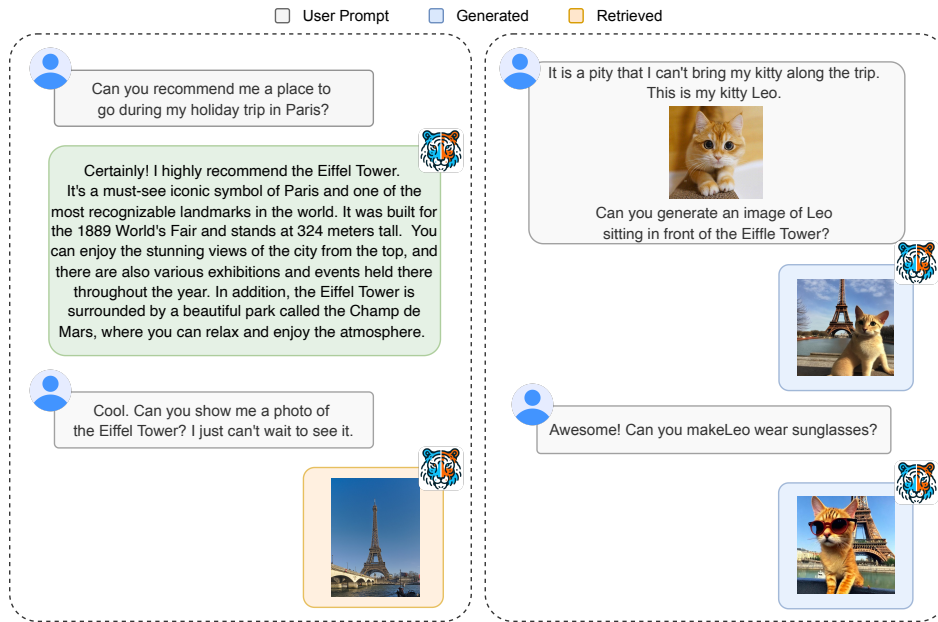 User Prompt
Generated
Retrieved
Can you recommend me a place to
go during my holiday trip in Paris?
Certainly! I highly recommend the Eiffel Tower.
It's a must-see iconic symbol of Paris and one of the
most recognizable landmarks in the world. It was built for
the 1889 World's Fair and stands at 324 meters tall. You
can enjoy the stunning views of the city from the top, and
there are also various exhibitions and events held there
throughout the year. In addition, the Eiffel Tower is
surrounded by a beautiful park called the Champ de
Mars, where you can relax and enjoy the atmosphere.
Cool. Can you show me a photo of
the Eiffel Tower? I just can't wait to see it.
It is a pity that I can't bring my kitty along the trip.
This is my kitty Leo.
Can you generate an image of Leo
sitting in front of the Eiffle Tower?
Awesome! Can you makeLeo wear sunglasses?